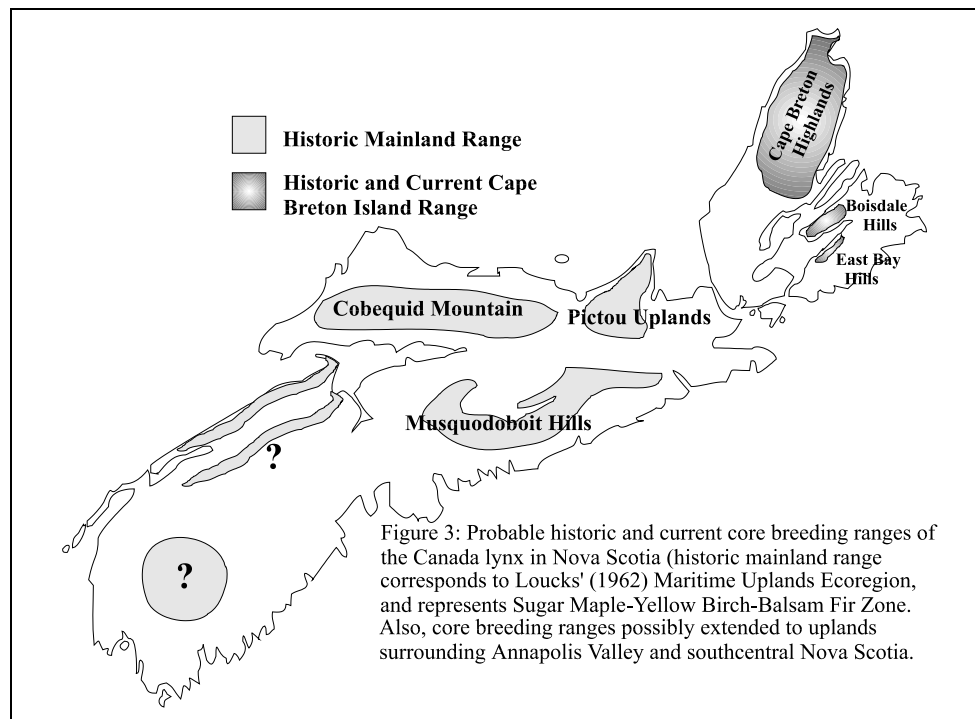 Cape Breton
Highlands
Historic Mainland Range
Historic and Current Cape
Breton Island Range
Boisdale
Hills
East Bay
Hills
Cobequid Mountain
Pictou Uplands
Musquodoboit Hills
?
?
Figure 3: Probable historic and current core breeding ranges of
the Canada lynx in Nova Scotia (historic mainland range
corresponds to Loucks' (1962) Maritime Uplands Ecoregion,
and represents Sugar Maple-Yellow Birch-Balsam Fir Zone.
Also, core breeding ranges possibly extended to uplands
surrounding Annapolis Valley and southcentral Nova Scotia.